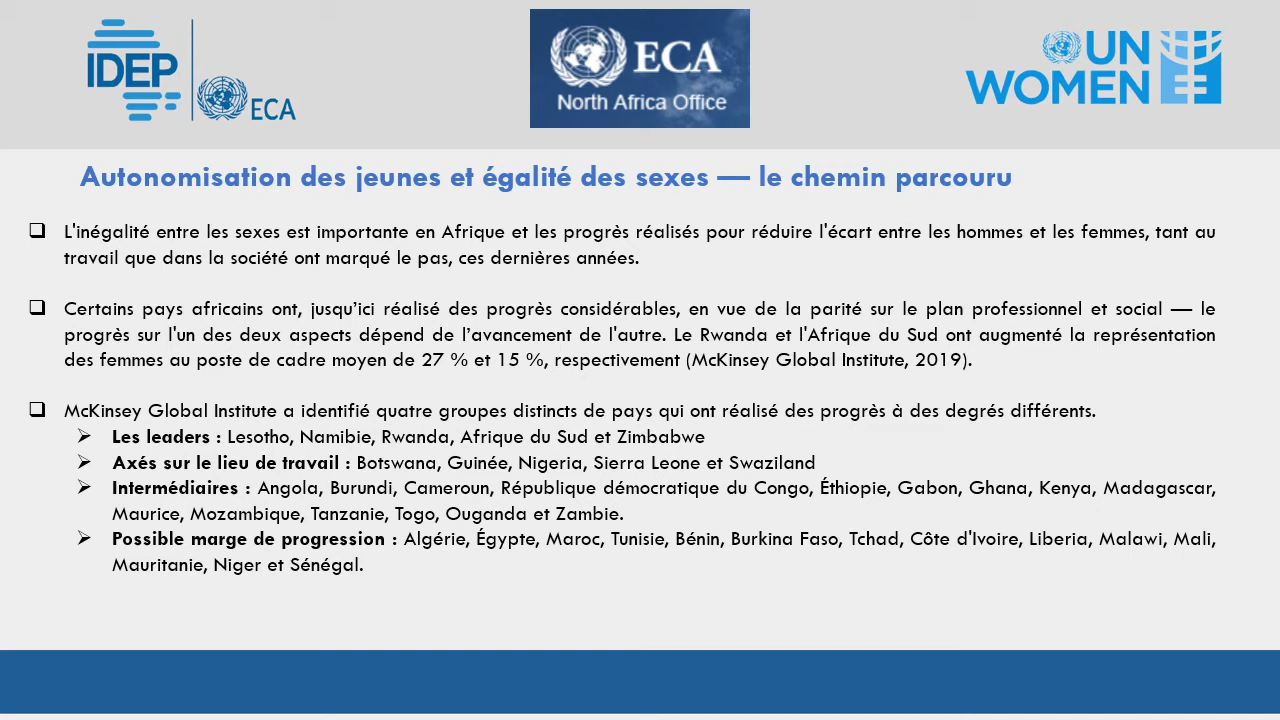 IDEP
ECA
ECA
North Africa Office
UN
WOMEN
Autonomisation des jeunes et égalité des sexes — le chemin parcouru
L'inégalité entre les sexes est importante en Afrique et les progrès réalisés pour réduire l'écart entre les hommes et les femmes, tant au
travail que dans la société ont marqué le pas, ces dernières années.
Certains pays africains ont, jusqu’ici réalisé des progrès considérables, en vue de la parité sur le plan professionnel et social — le
progrès sur l'un des deux aspects dépend de l’avancement de l'autre. Le Rwanda et l'Afrique du Sud ont augmenté la représentation
des femmes au poste de cadre moyen de 27 % et 15 %, respectivement (McKinsey Global Institute, 2019).
McKinsey Global Institute a identifié quatre groupes distincts de pays qui ont réalisé des progrès à des degrés différents.
Les leaders : Lesotho, Namibie, Rwanda, Afrique du Sud et Zimbabwe
Axés sur le lieu de travail : Botswana, Guinée, Nigeria, Sierra Leone et Swaziland
Intermédiaires : Angola, Burundi, Cameroun, République démocratique du Congo, Éthiopie, Gabon, Ghana, Kenya, Madagascar,
Maurice, Mozambique, Tanzanie, Togo, Ouganda et Zambie.
Possible marge de progression : Algérie, Égypte, Maroc, Tunisie, Bénin, Burkina Faso, Tchad, Côte d'Ivoire, Liberia, Malawi, Mali,
Mauritanie, Niger et Sénégal.